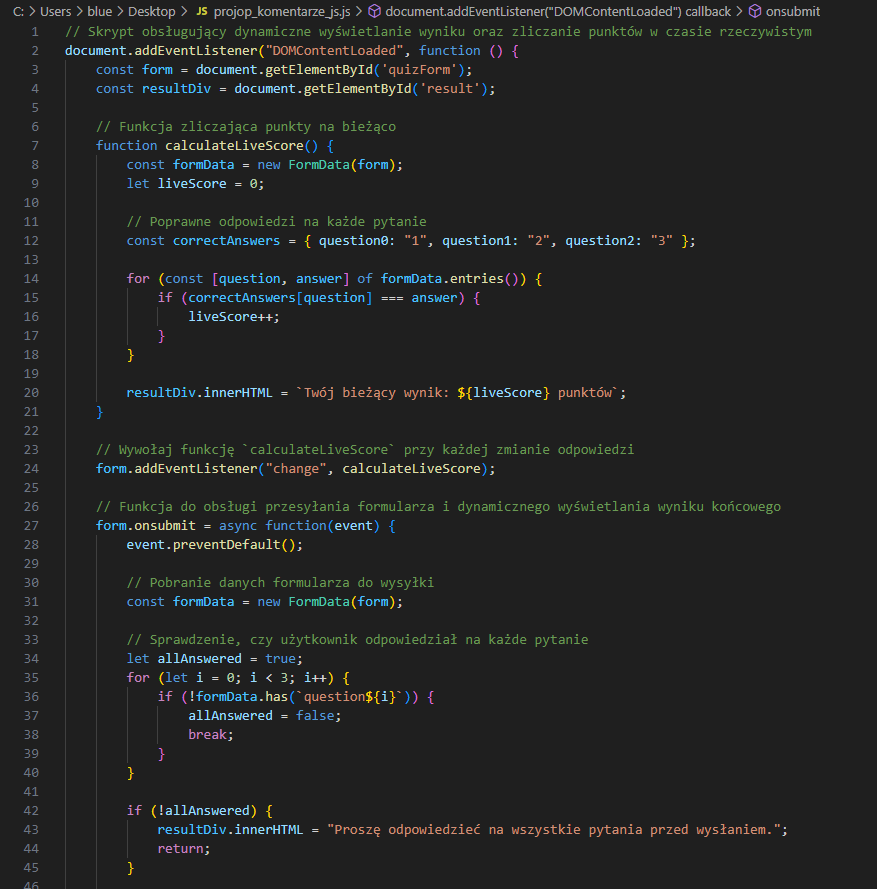 C: > Users > blue > Desktop > JS projop_komentarze_js.js > document.addEventListener("DOMContentLoaded") callback > onsubmit
1 // Skrypt obsługujący dynamiczne wyświetlanie wyniku oraz zliczanie punktów w czasie rzeczywistym
2 document.addEventListener("DOMContentLoaded", function () {
3     const form = document.getElementById('quizForm');
4     const resultDiv = document.getElementById('result');
5
6     // Funkcja zliczająca punkty na bieżąco
7     function calculateLiveScore() {
8         const formData = new FormData(form);
9         let liveScore = 0;
10
11         // Poprawne odpowiedzi na każde pytanie
12         const correctAnswers = { question0: "1", question1: "2", question2: "3" };
13
14         for (const [question, answer] of formData.entries()) {
15             if (correctAnswers[question] === answer) {
16                 liveScore++;
17             }
18         }
19
20         resultDiv.innerHTML = `Twój bieżący wynik: ${liveScore} punktów`;
21     }
22
23     // Wywołaj funkcję `calculateLiveScore` przy każdej zmianie odpowiedzi
24     form.addEventListener("change", calculateLiveScore);
25
26     // Funkcja do obsługi przesyłania formularza i dynamicznego wyświetlania wyniku końcowego
27     form.onsubmit = async function(event) {
28         event.preventDefault();
29
30         // Pobranie danych formularza do wysyłki
31         const formData = new FormData(form);
32
33         // Sprawdzenie, czy użytkownik odpowiedział na każde pytanie
34         let allAnswered = true;
35         for (let i = 0; i < 3; i++) {
36             if (!formData.has(`question${i}`)) {
37                 allAnswered = false;
38                 break;
39             }
40         }
41
42         if (!allAnswered) {
43             resultDiv.innerHTML = "Proszę odpowiedzieć na wszystkie pytania przed wysłaniem.";
44             return;
45         }
46